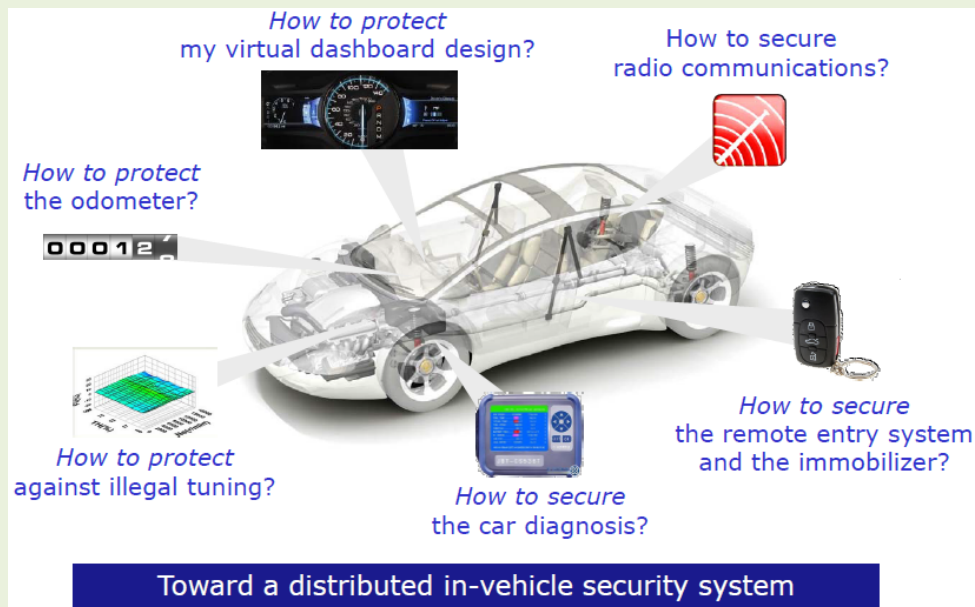 How to protect
my virtual dashboard design?
How to secure
radio communications?
How to protect
the odometer?
00012
How to protect
against illegal tuning?
How to secure
the car diagnosis?
How to secure
the remote entry system
and the immobilizer?
Toward a distributed in-vehicle security system